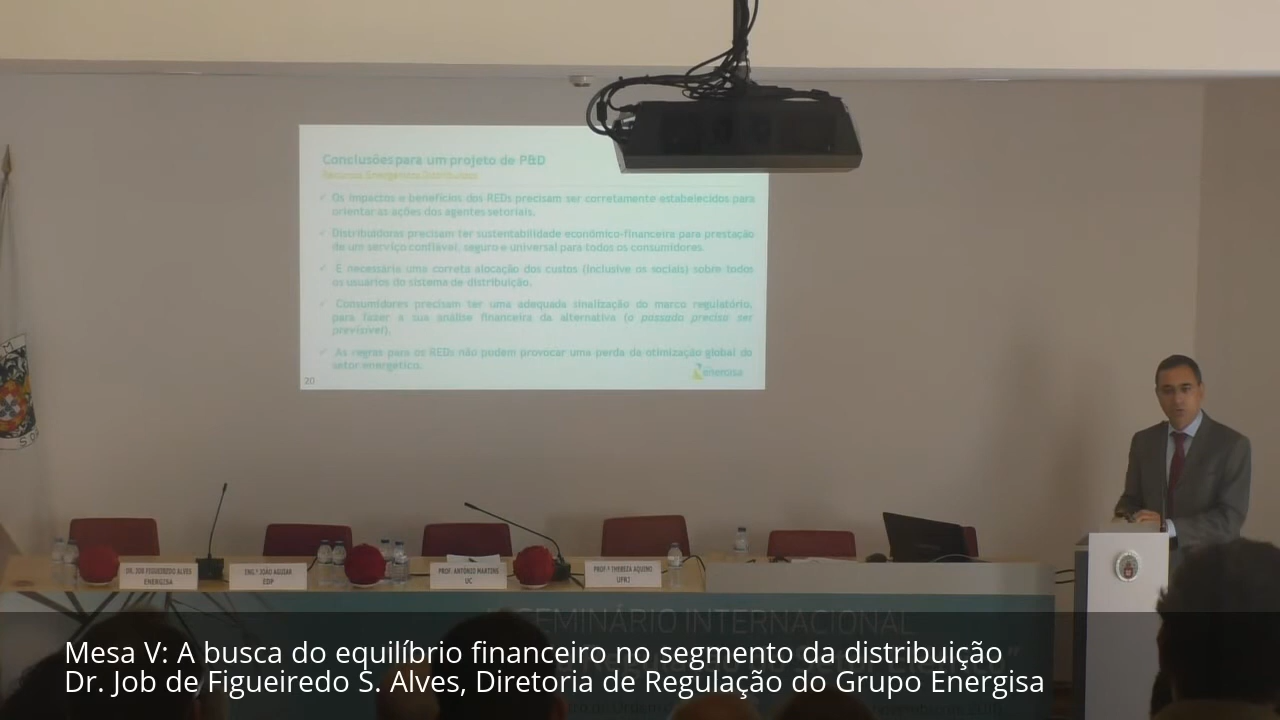 Conclusões para um projeto de P&D
Recursos Energéticos Distribuídos
✓ Os impactos e benefícios dos REDs precisam ser corretamente estabelecidos para
orientar as ações dos agentes setoriais.
✓ Distribuidoras precisam ter sustentabilidade econômico-financeira para prestação
de um serviço confiável, seguro e universal para todos os consumidores.
✓ É necessária uma correta alocação dos custos (inclusive os sociais) sobre todos
os usuários do sistema de distribuição.
✓ Consumidores precisam ter uma adequada sinalização do marco regulatório,
para fazer a sua análise financeira da alternativa (o passado precisa ser
previsível).
✓ As regras para os REDs não podem provocar uma perda da otimização global do
setor energético.
20
energisa
DR. JOB FIGUEIREDO ALVES
ENERGISA
ENG.º JOÃO AGUIAR
EDP
PROF. ANTÓNIO MARTINS
UC
PROF.ª THEREZA AQUINO
UFRJ
SEMINÁRIO INTERNACIONAL
Mesa V: A busca do equilíbrio financeiro no segmento da distribuição
Dr. Job de Figueiredo S. Alves, Diretoria de Regulação do Grupo Energisa